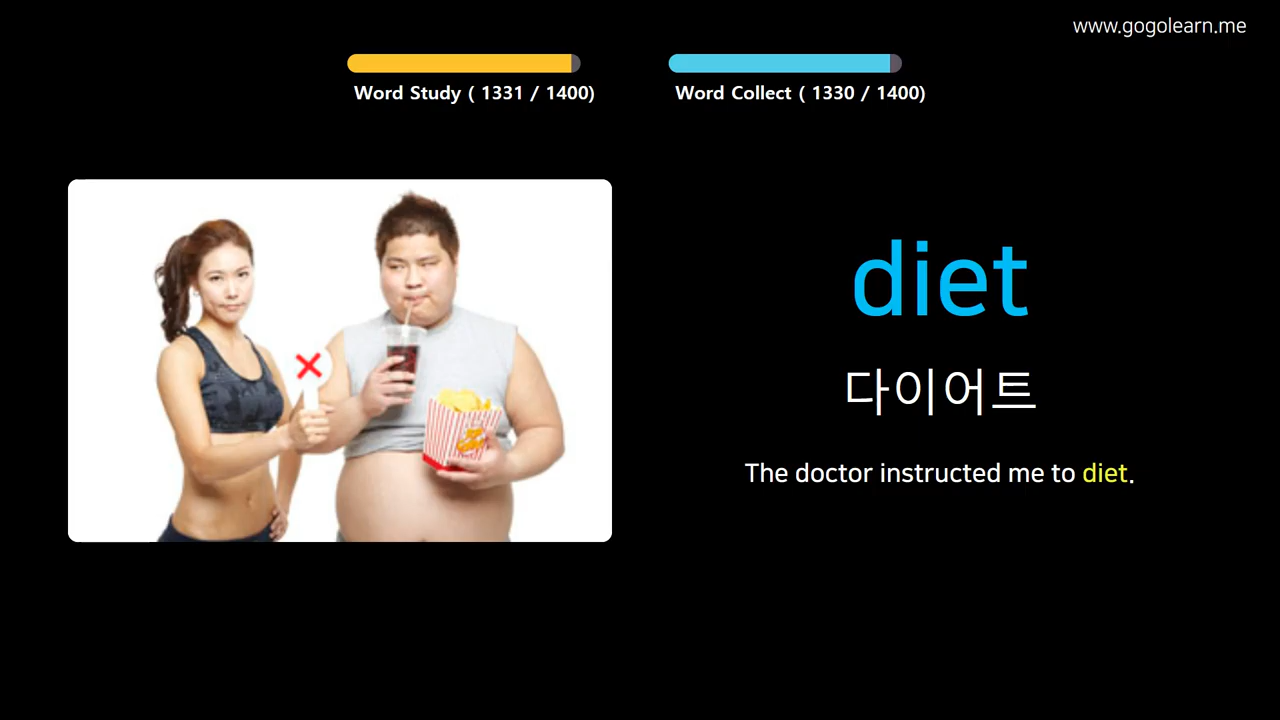 www.gogolearn.me
Word Study ( 1331 / 1400)
Word Collect ( 1330 / 1400)
diet
다이어트
The doctor instructed me to diet.